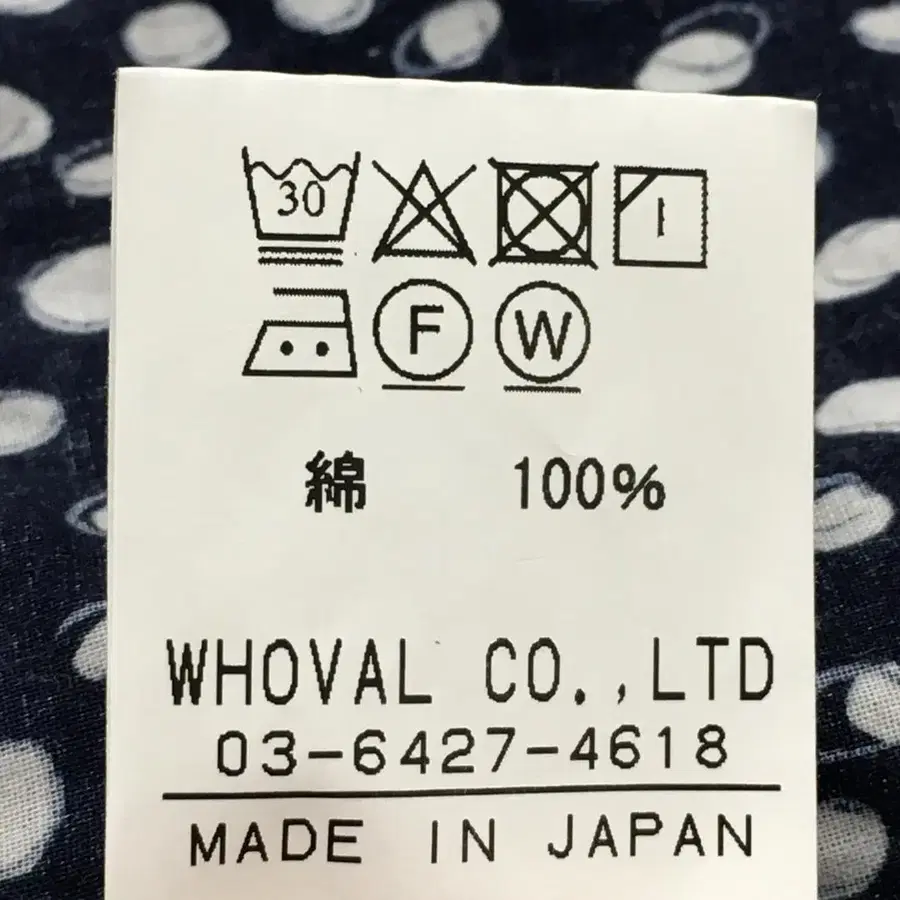 30
F W
綿 100%
WHOVAL CO.,LTD
03-6427-4618
MADE IN JAPAN